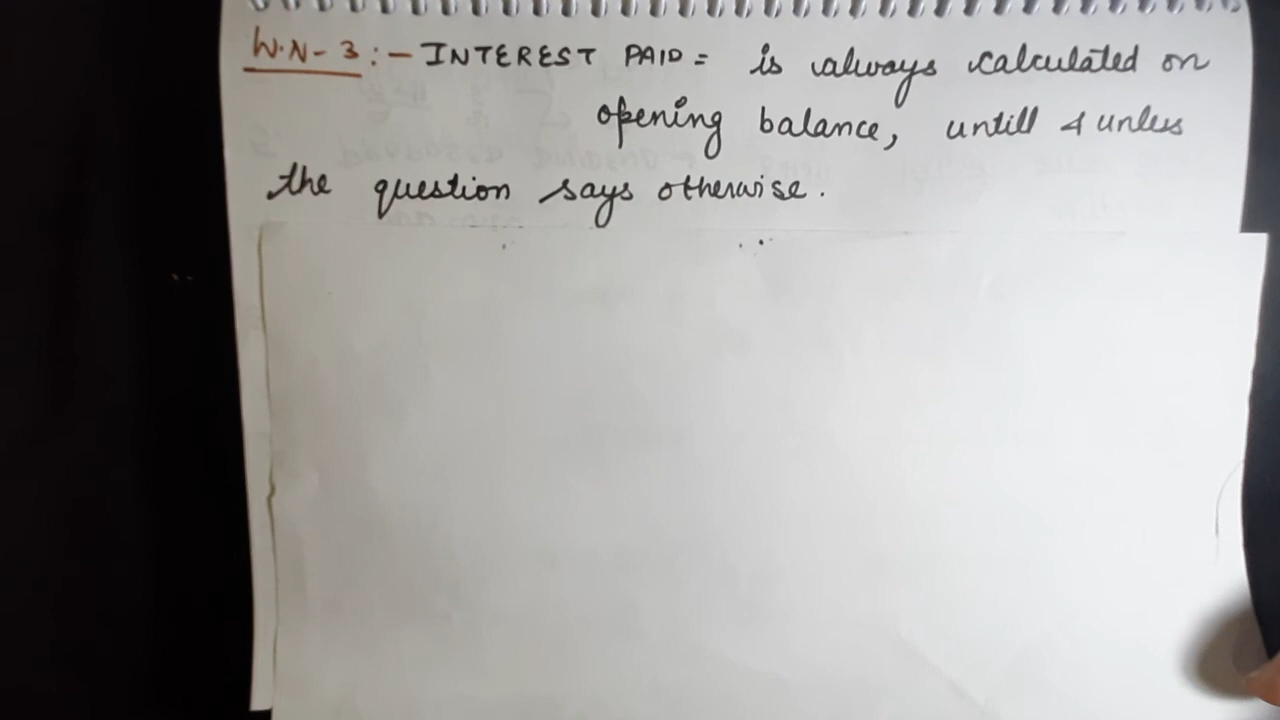 W.N-3:- INTEREST PAID = is always calculated on
opening balance, untill & unless
the question says otherwise.